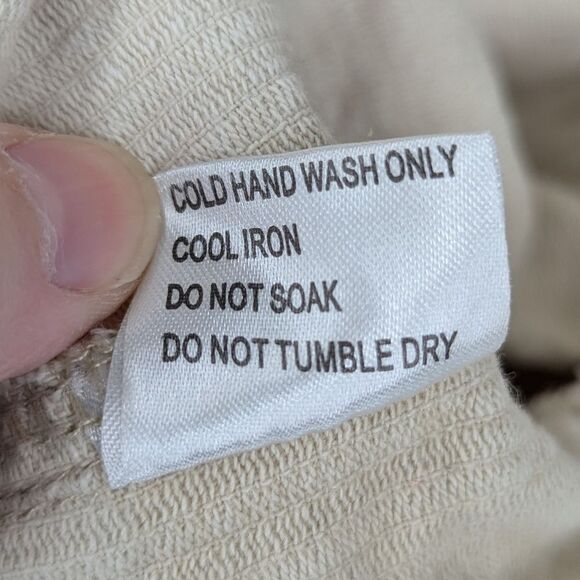 COLD HAND WASH ONLY
COOL IRON
DO NOT SOAK
DO NOT TUMBLE DRY